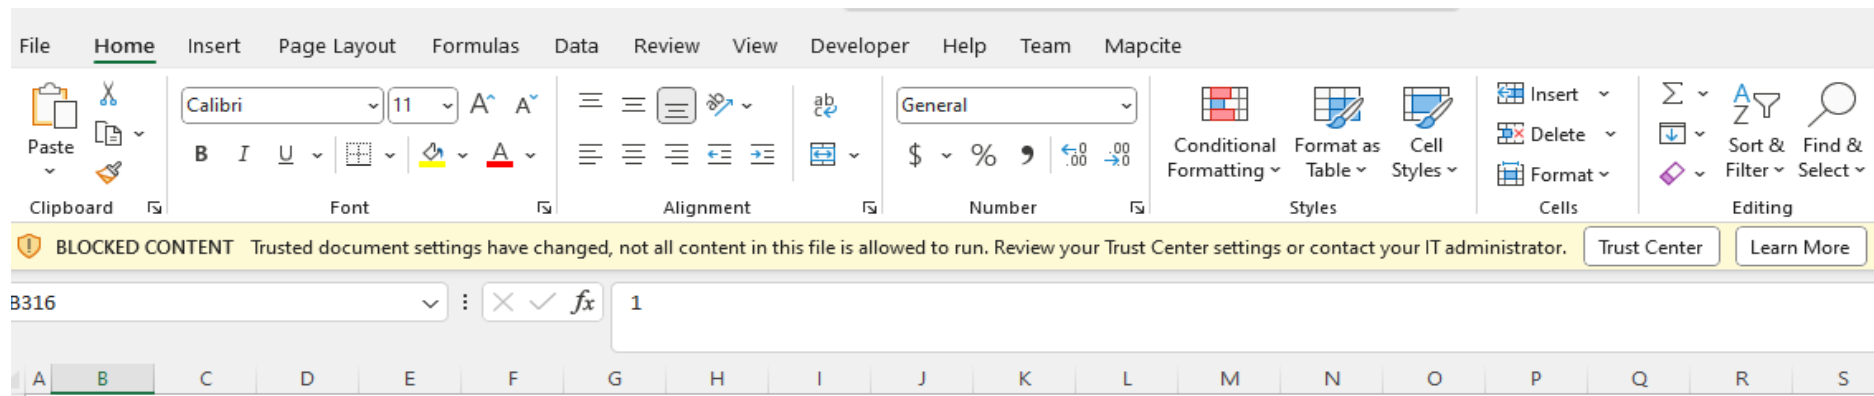 File Home Insert Page Layout Formulas Data Review View Developer Help Team Mapcite
Calibri 11 A A ab General Insert
Paste B I U A $ % Conditional Formatting Format as Table Cell Styles Delete Sort & Filter Find & Select
Format
Clipboard Font Alignment Number Styles Cells Editing
BLOCKED CONTENT Trusted document settings have changed, not all content in this file is allowed to run. Review your Trust Center settings or contact your IT administrator. Trust Center Learn More
B316 fx 1
A B C D E F G H I J K L M N O P Q R S